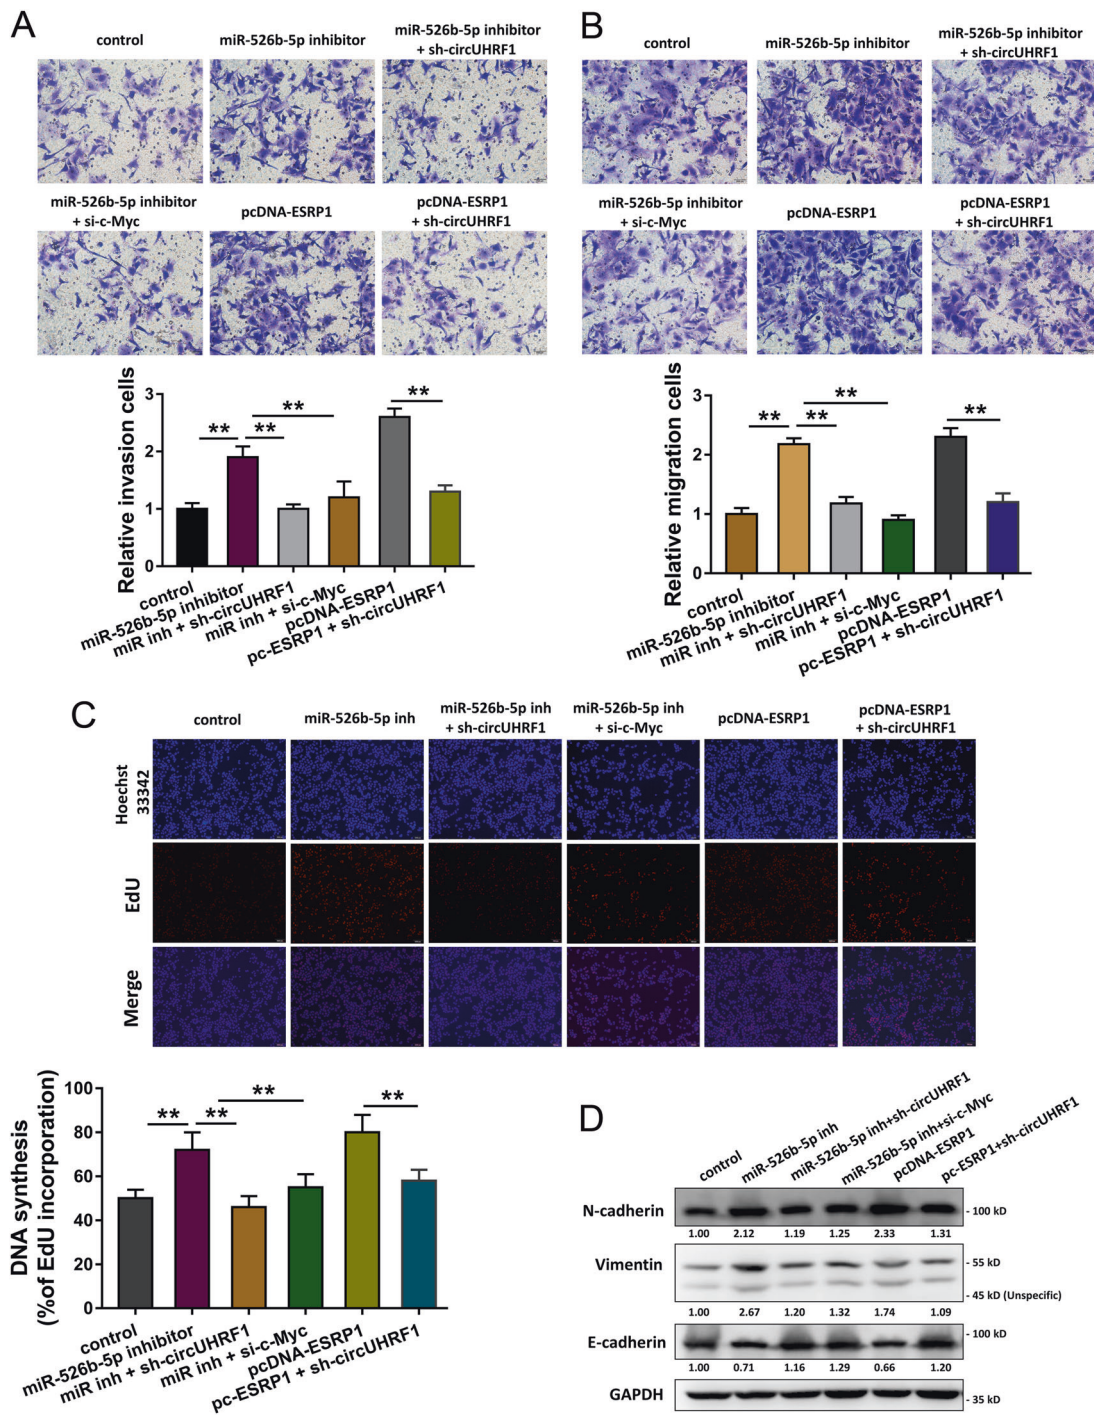 A
control
miR-526b-5p inhibitor
miR-526b-5p inhibitor
+ sh-circUHRF1
miR-526b-5p inhibitor
+ si-c-Myc
pcDNA-ESRP1
pcDNA-ESRP1
+ sh-circUHRF1
Relative invasion cells
3
2
1
0
**
**
**
**
control
miR-526b-5p inhibitor
miR inh + sh-circUHRF1
miR inh + si-c-Myc
pcDNA-ESRP1
pc-ESRP1 + sh-circUHRF1
B
control
miR-526b-5p inhibitor
miR-526b-5p inhibitor
+ sh-circUHRF1
miR-526b-5p inhibitor
+ si-c-Myc
pcDNA-ESRP1
pcDNA-ESRP1
+ sh-circUHRF1
Relative migration cells
3
2
1
0
**
**
**
**
control
miR-526b-5p inhibitor
miR inh + sh-circUHRF1
miR inh + si-c-Myc
pcDNA-ESRP1
pc-ESRP1 + sh-circUHRF1
C
control
miR-526b-5p inh
miR-526b-5p inh
+ sh-circUHRF1
miR-526b-5p inh
+ si-c-Myc
pcDNA-ESRP1
pcDNA-ESRP1
+ sh-circUHRF1
Hoechst
33342
EdU
Merge
DNA synthesis
(%of EdU incorporation)
100
80
60
40
20
0
**
**
**
**
control
miR-526b-5p inhibitor
miR inh + sh-circUHRF1
miR inh + si-c-Myc
pcDNA-ESRP1
pc-ESRP1 + sh-circUHRF1
D
control
miR-526b-5p inh
miR-526b-5p inh+sh-circUHRF1
miR-526b-5p inh+si-c-Myc
pcDNA-ESRP1
pc-ESRP1+sh-circUHRF1
N-cadherin
- 100 kD
1.00 2.12 1.19 1.25 2.33 1.31
Vimentin
- 55 kD
- 45 kD (Unspecific)
1.00 2.67 1.20 1.32 1.74 1.09
E-cadherin
- 100 kD
1.00 0.71 1.16 1.29 0.66 1.20
GAPDH
- 35 kD